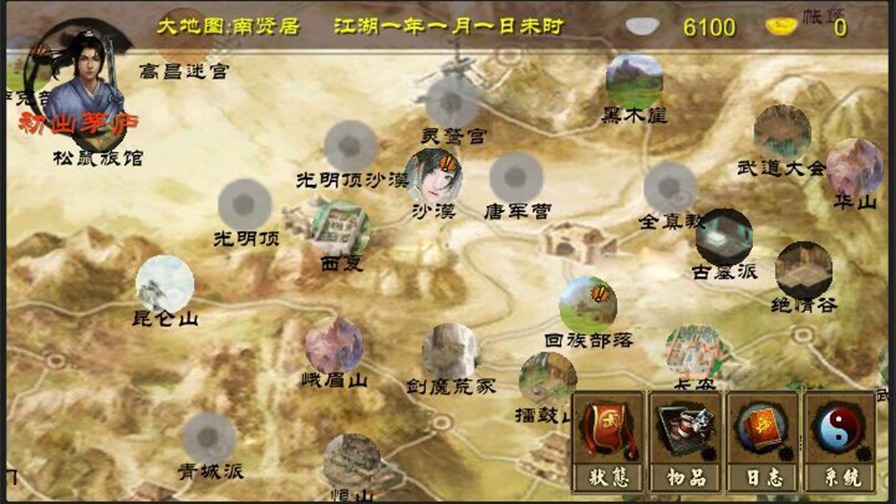 大地图:南贤居 江湖一年一月一日未时 6100 0
高昌迷宫
初出茅庐
松鼠旅馆
灵鹫宫
黑木崖
武道大会
光明顶沙漠
沙漠
唐军营
全真教
华山
光明顶
西夏
古墓派
绝情谷
昆仑山
回族部落
峨眉山
剑魔荒冢
长安
擂鼓山
青城派
恒山
狀態
物品
日志
系統